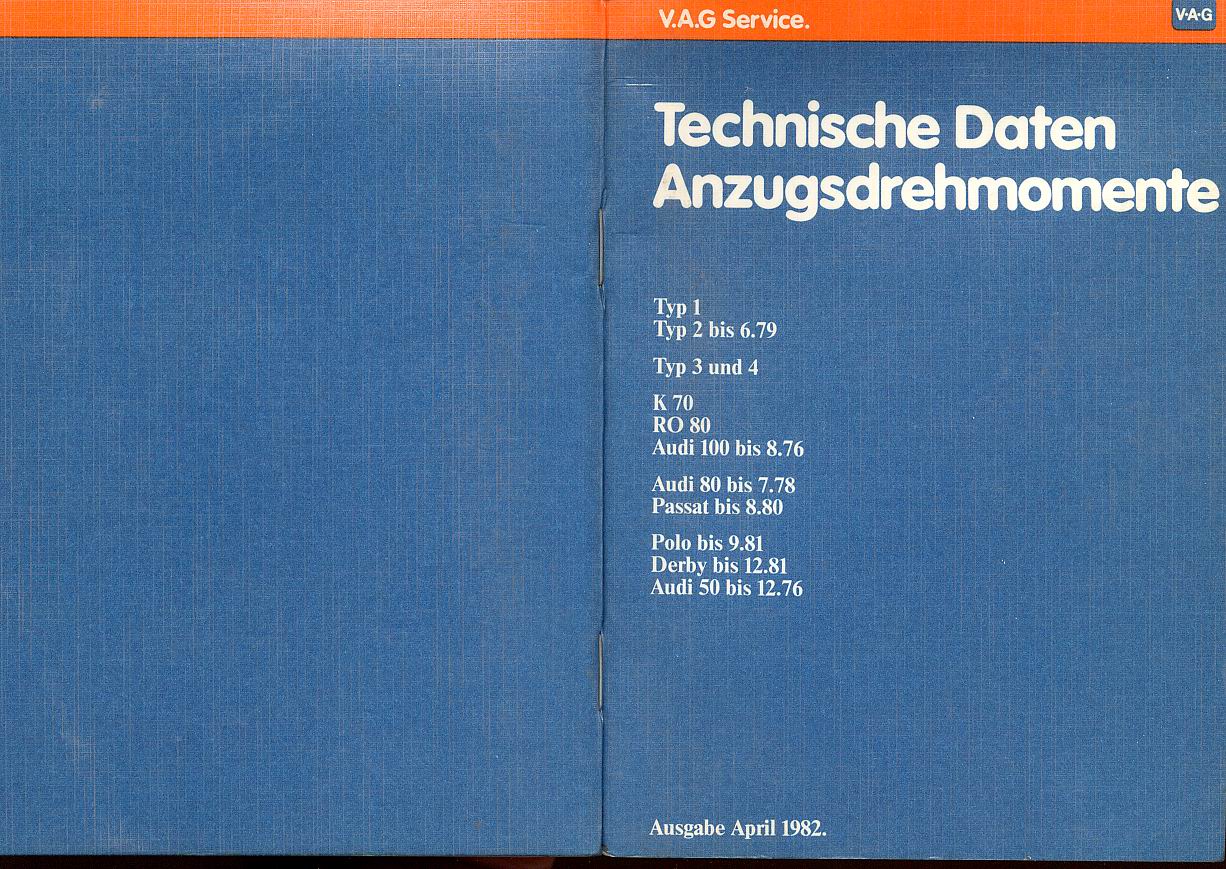 V.A.G Service.
V·A·G
Technische Daten
Anzugsdrehmomente
Typ 1
Typ 2 bis 6.79
Typ 3 und 4
K 70
RO 80
Audi 100 bis 8.76
Audi 80 bis 7.78
Passat bis 8.80
Polo bis 9.81
Derby bis 12.81
Audi 50 bis 12.76
Ausgabe April 1982.